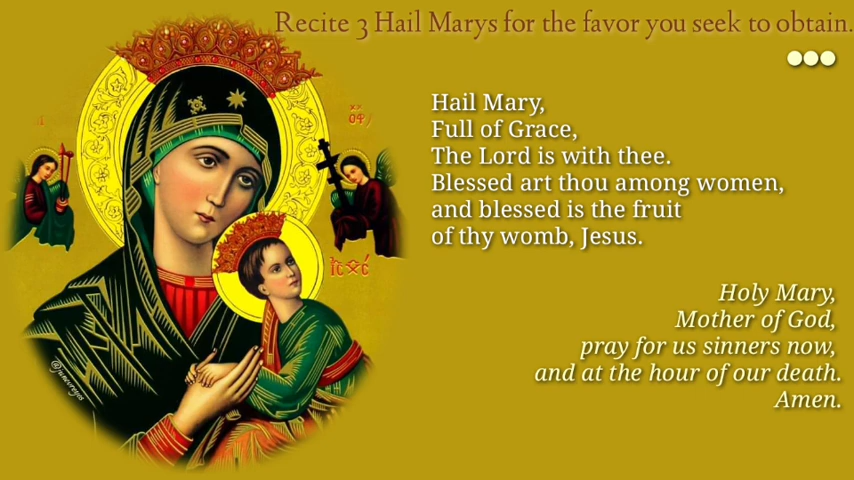 Recite 3 Hail Marys for the favor you seek to obtain.
Hail Mary,
Full of Grace,
The Lord is with thee.
Blessed art thou among women,
and blessed is the fruit
of thy womb, Jesus.
Holy Mary,
Mother of God,
pray for us sinners now,
and at the hour of our death.
Amen.